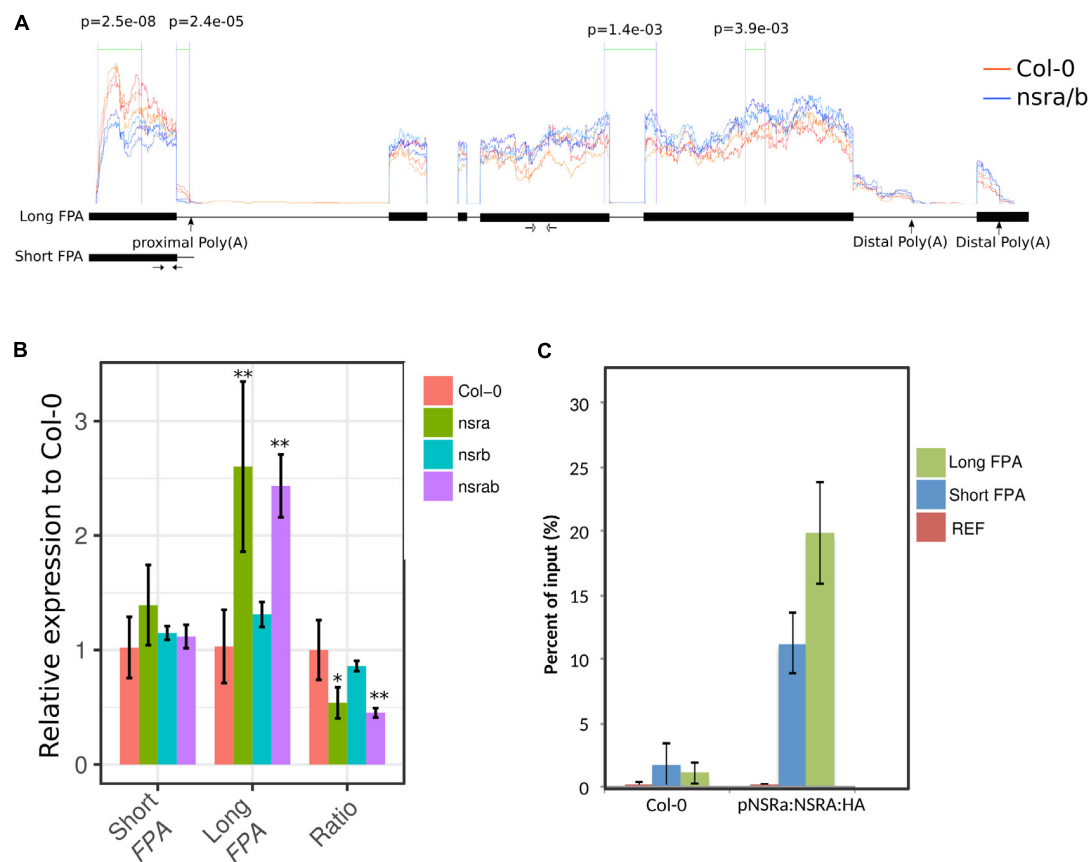 A
p=2.5e-08
p=2.4e-05
p=1.4e-03
p=3.9e-03
Col-0
nsra/b
Long FPA
proximal Poly(A)
Distal Poly(A)
Distal Poly(A)
Short FPA
B
Relative expression to Col-0
3
2
1
0
**
**
*
**
Short
FPA
Long
FPA
Ratio
Col–0
nsra
nsrb
nsrab
C
Percent of input (%)
30
25
20
15
10
5
0
Col-0
pNSRa:NSRA:HA
Long FPA
Short FPA
REF